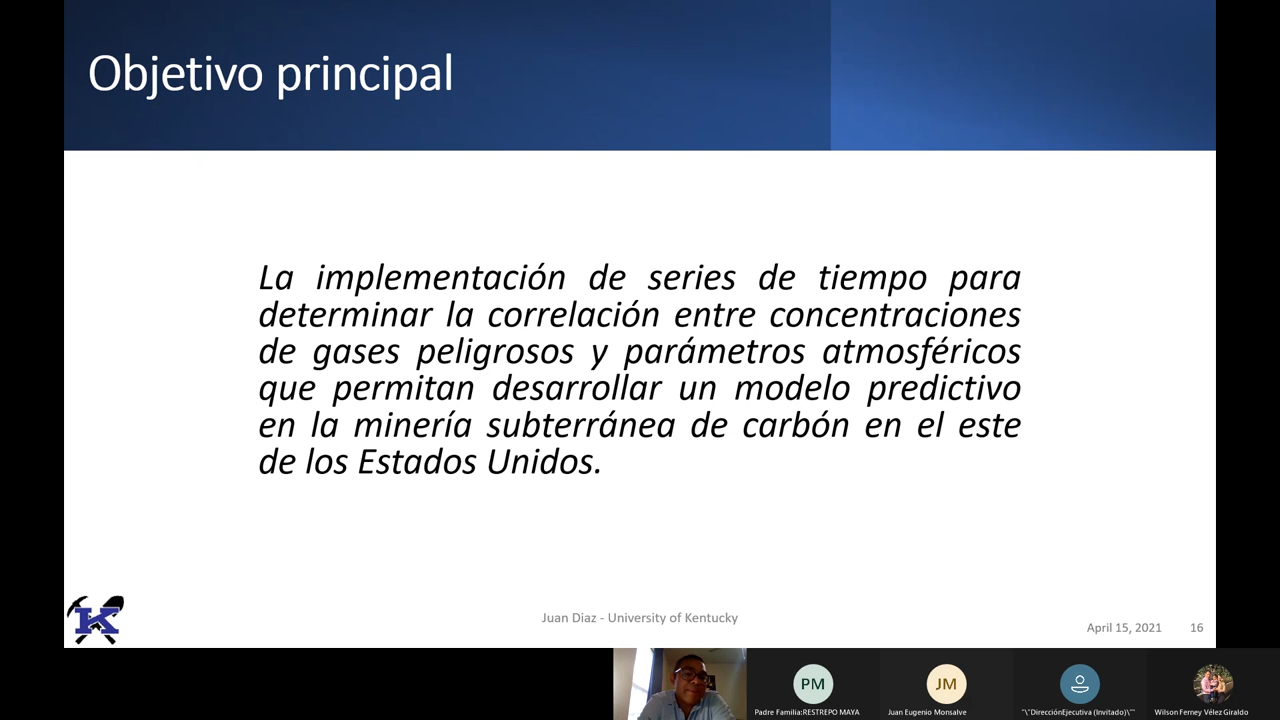 Objetivo principal
La implementación de series de tiempo para
determinar la correlación entre concentraciones
de gases peligrosos y parámetros atmosféricos
que permitan desarrollar un modelo predictivo
en la minería subterránea de carbón en el este
de los Estados Unidos.
K
Juan Diaz - University of Kentucky
April 15, 2021 16
PM
JM
Padre Familia:RESTREPO MAYA
Juan Eugenio Monsalve
"\"DirecciónEjecutiva (Invitado)\""
Wilson Ferney Vélez Giraldo